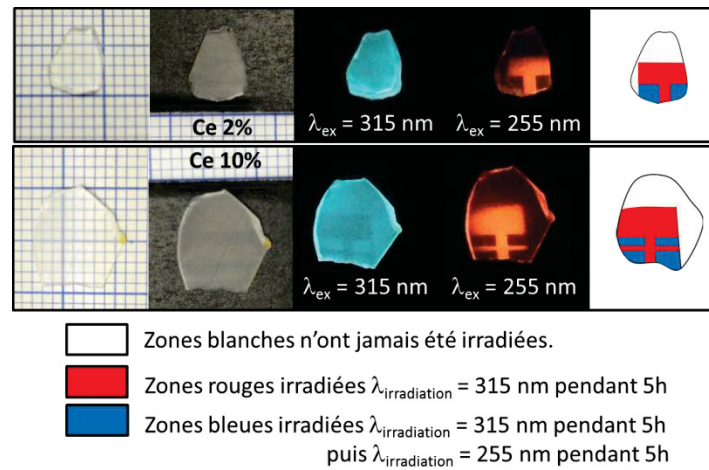 Ce 2%
λex = 315 nm
λex = 255 nm
Ce 10%
λex = 315 nm
λex = 255 nm
Zones blanches n’ont jamais été irradiées.
Zones rouges irradiées λirradiation = 315 nm pendant 5h
Zones bleues irradiées λirradiation = 315 nm pendant 5h
puis λirradiation = 255 nm pendant 5h